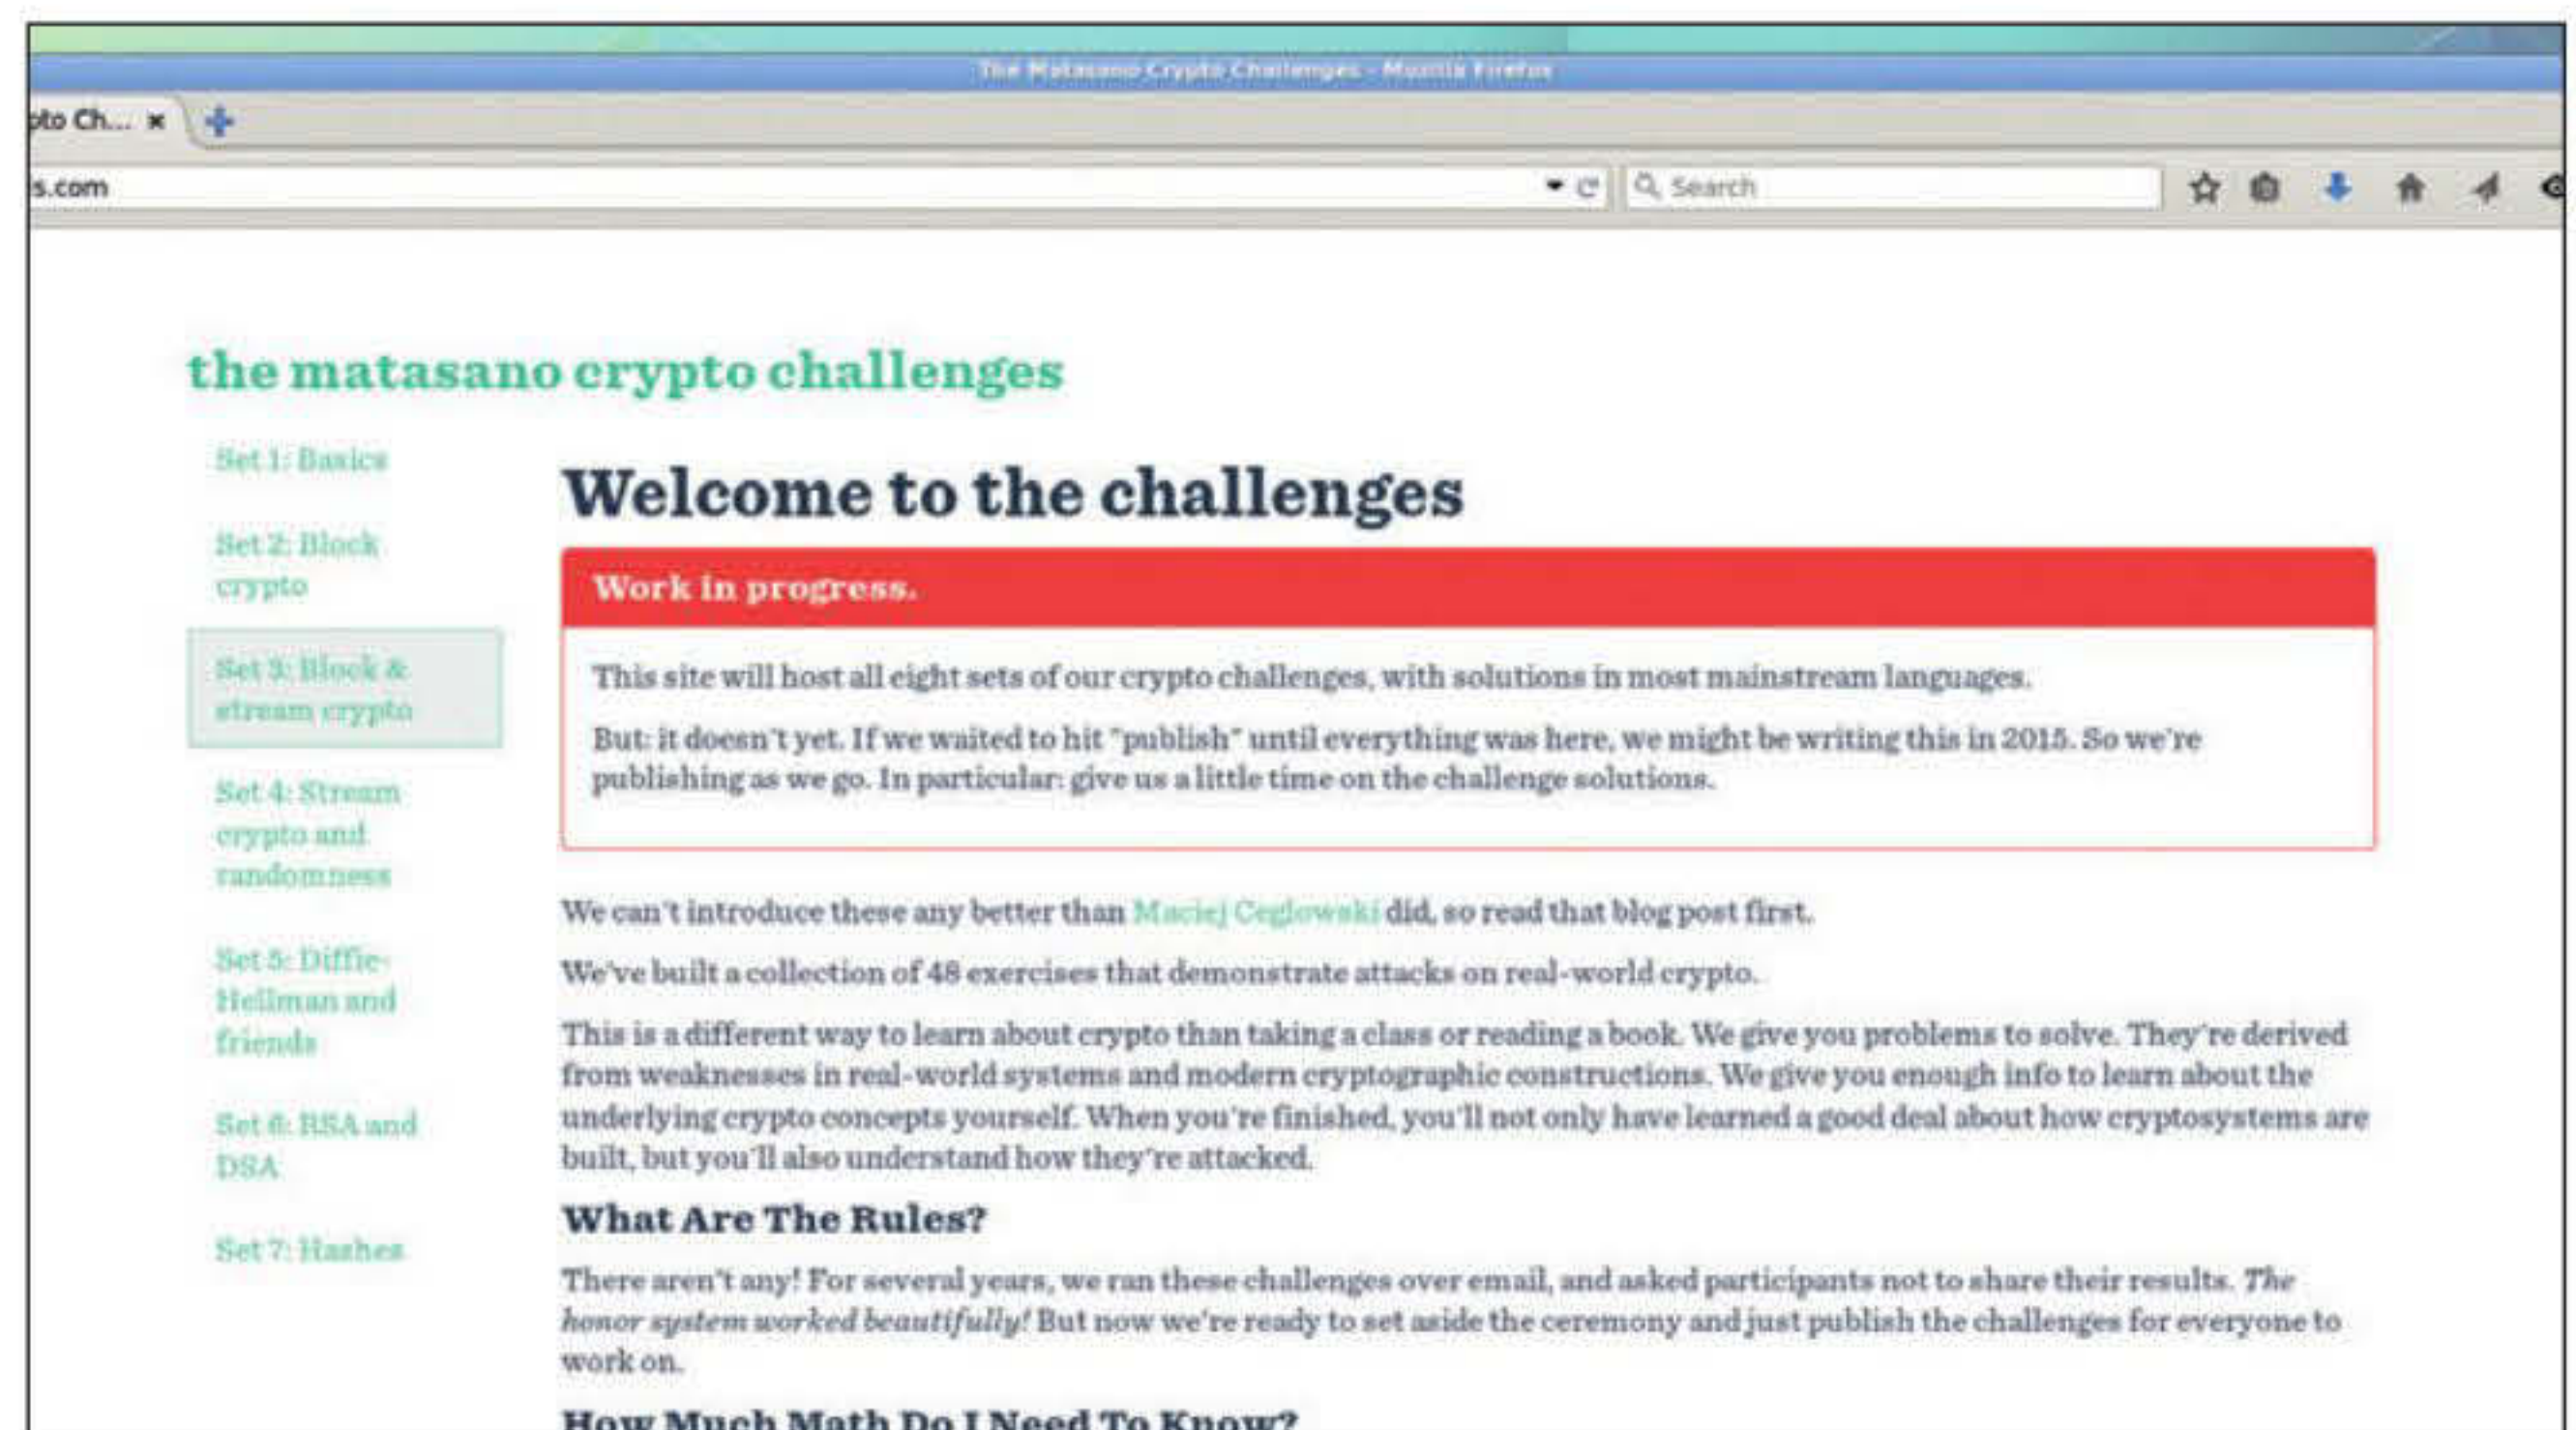 The Matasano Crypto Challenges - Mozilla Firefox
pto Ch...
s.com
Search
the matasano crypto challenges
Set 1: Basics
Set 2: Block
crypto
Set 3: Block &
stream crypto
Set 4: Stream
crypto and
randomness
Set 5: Diffie-
Hellman and
friends
Set 6: RSA and
DSA
Set 7: Hashes
Welcome to the challenges
Work in progress.
This site will host all eight sets of our crypto challenges, with solutions in most mainstream languages.
But: it doesn't yet. If we waited to hit "publish" until everything was here, we might be writing this in 2015. So we're
publishing as we go. In particular: give us a little time on the challenge solutions.
We can't introduce these any better than Maciej Ceglowski did, so read that blog post first.
We've built a collection of 48 exercises that demonstrate attacks on real-world crypto.
This is a different way to learn about crypto than taking a class or reading a book. We give you problems to solve. They're derived
from weaknesses in real-world systems and modern cryptographic constructions. We give you enough info to learn about the
underlying crypto concepts yourself. When you're finished, you'll not only have learned a good deal about how cryptosystems are
built, but you'll also understand how they're attacked.
What Are The Rules?
There aren't any! For several years, we ran these challenges over email, and asked participants not to share their results. The
honor system worked beautifully! But now we're ready to set aside the ceremony and just publish the challenges for everyone to
work on.
How Much Math Do I Need To Know?